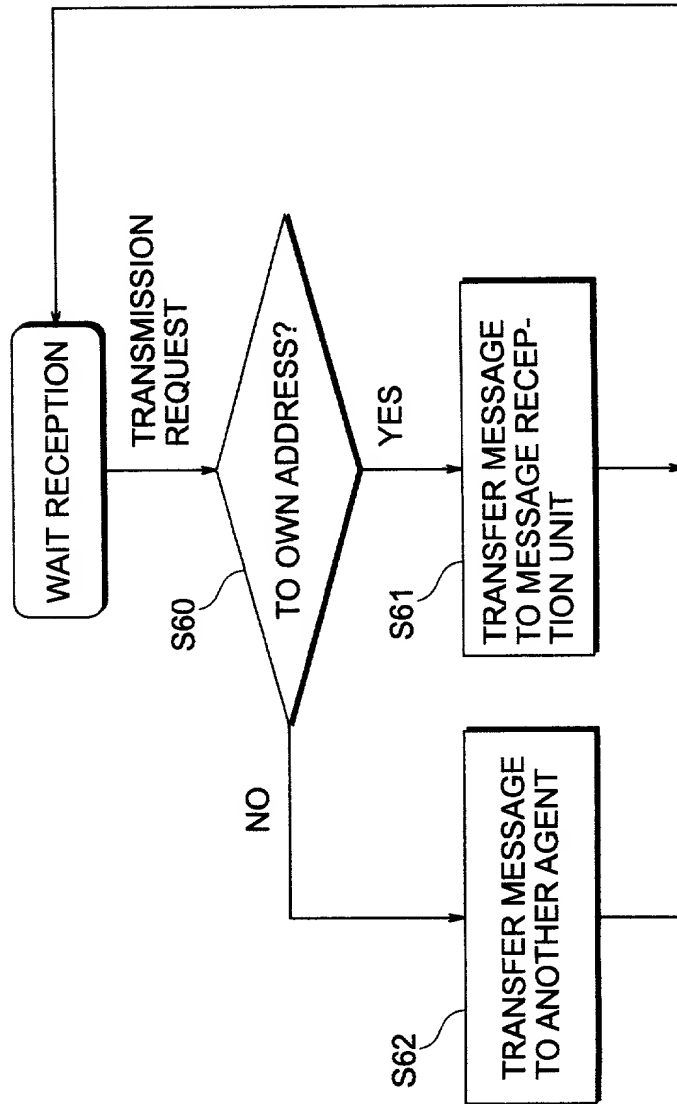 WAIT RECEPTION
TRANSMISSION
REQUEST
S60
TO OWN ADDRESS?
NO
YES
S62
TRANSFER MESSAGE
TO ANOTHER AGENT
S61
TRANSFER MESSAGE
TO MESSAGE RECEP-
TION UNIT